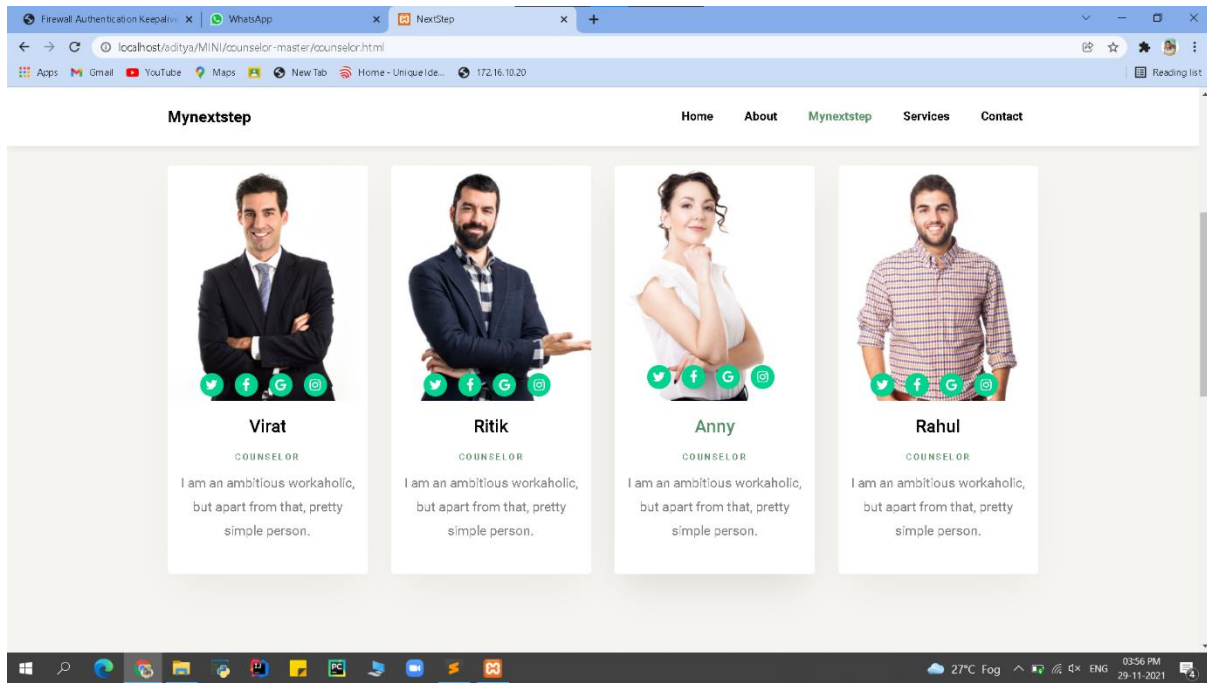 Firewall Authentication Keepaliv
WhatsApp
NextStep
localhost/aditya/MINI/counselor-master/counselor.html
Apps
Gmail
YouTube
Maps
New Tab
Home - Unique Ide...
172.16.10.20
Reading list
Mynextstep
Home
About
Mynextstep
Services
Contact
Virat
COUNSELOR
I am an ambitious workaholic,
but apart from that, pretty
simple person.
Ritik
COUNSELOR
I am an ambitious workaholic,
but apart from that, pretty
simple person.
Anny
COUNSELOR
I am an ambitious workaholic,
but apart from that, pretty
simple person.
Rahul
COUNSELOR
I am an ambitious workaholic,
but apart from that, pretty
simple person.
PC
27°C Fog
ENG
03:56 PM
29-11-2021
4